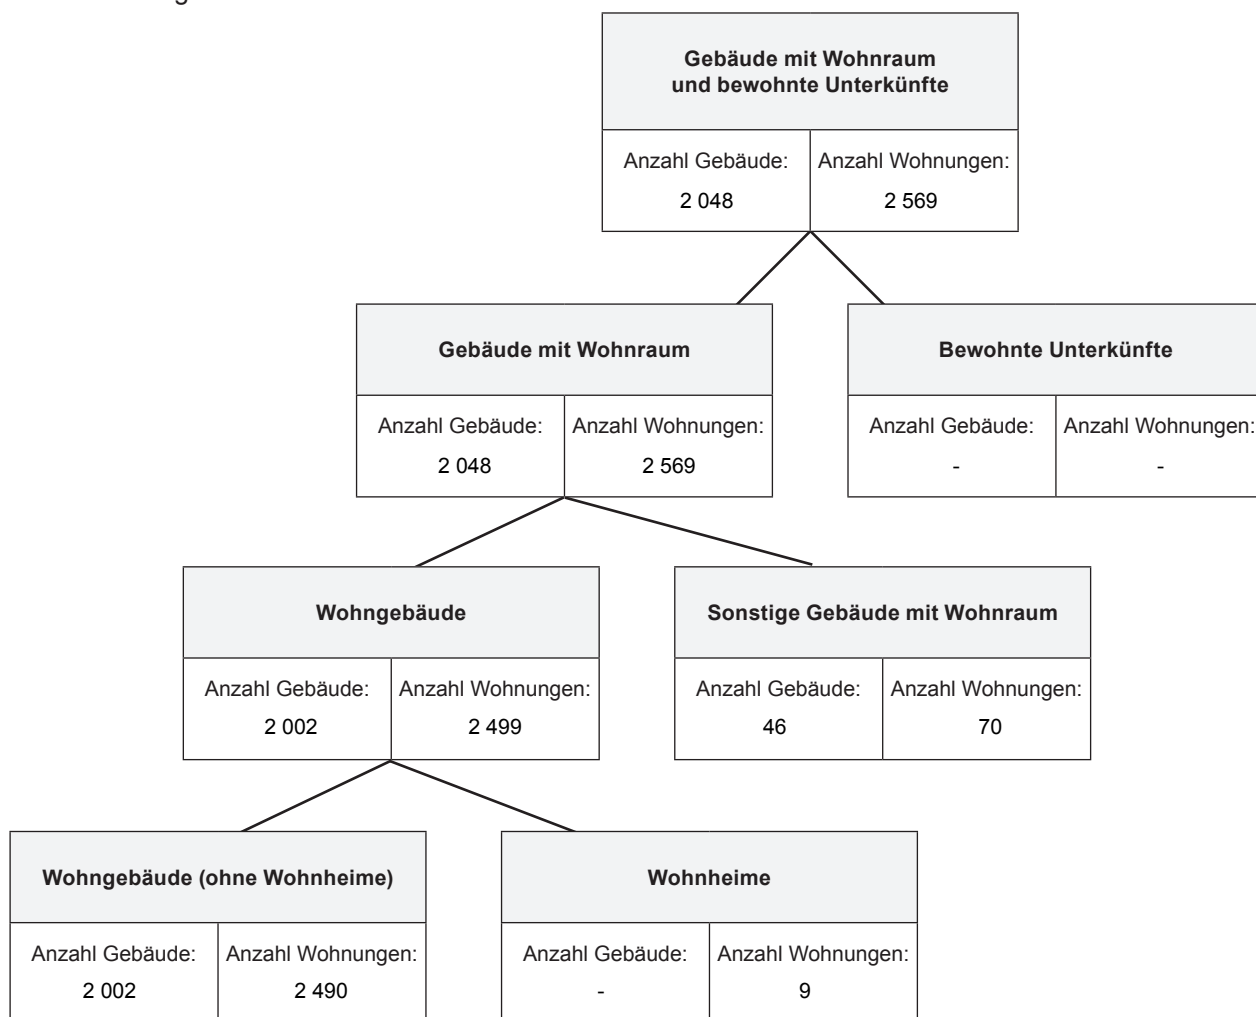 Gebäude mit Wohnraum
und bewohnte Unterkünfte
Anzahl Gebäude: Anzahl Wohnungen:
2 048 2 569
Gebäude mit Wohnraum Bewohnte Unterkünfte
Anzahl Gebäude: Anzahl Wohnungen: Anzahl Gebäude: Anzahl Wohnungen:
2 048 2 569 - -
Wohngebäude Sonstige Gebäude mit Wohnraum
Anzahl Gebäude: Anzahl Wohnungen: Anzahl Gebäude: Anzahl Wohnungen:
2 002 2 499 46 70
Wohngebäude (ohne Wohnheime) Wohnheime
Anzahl Gebäude: Anzahl Wohnungen: Anzahl Gebäude: Anzahl Wohnungen:
2 002 2 490 - 9